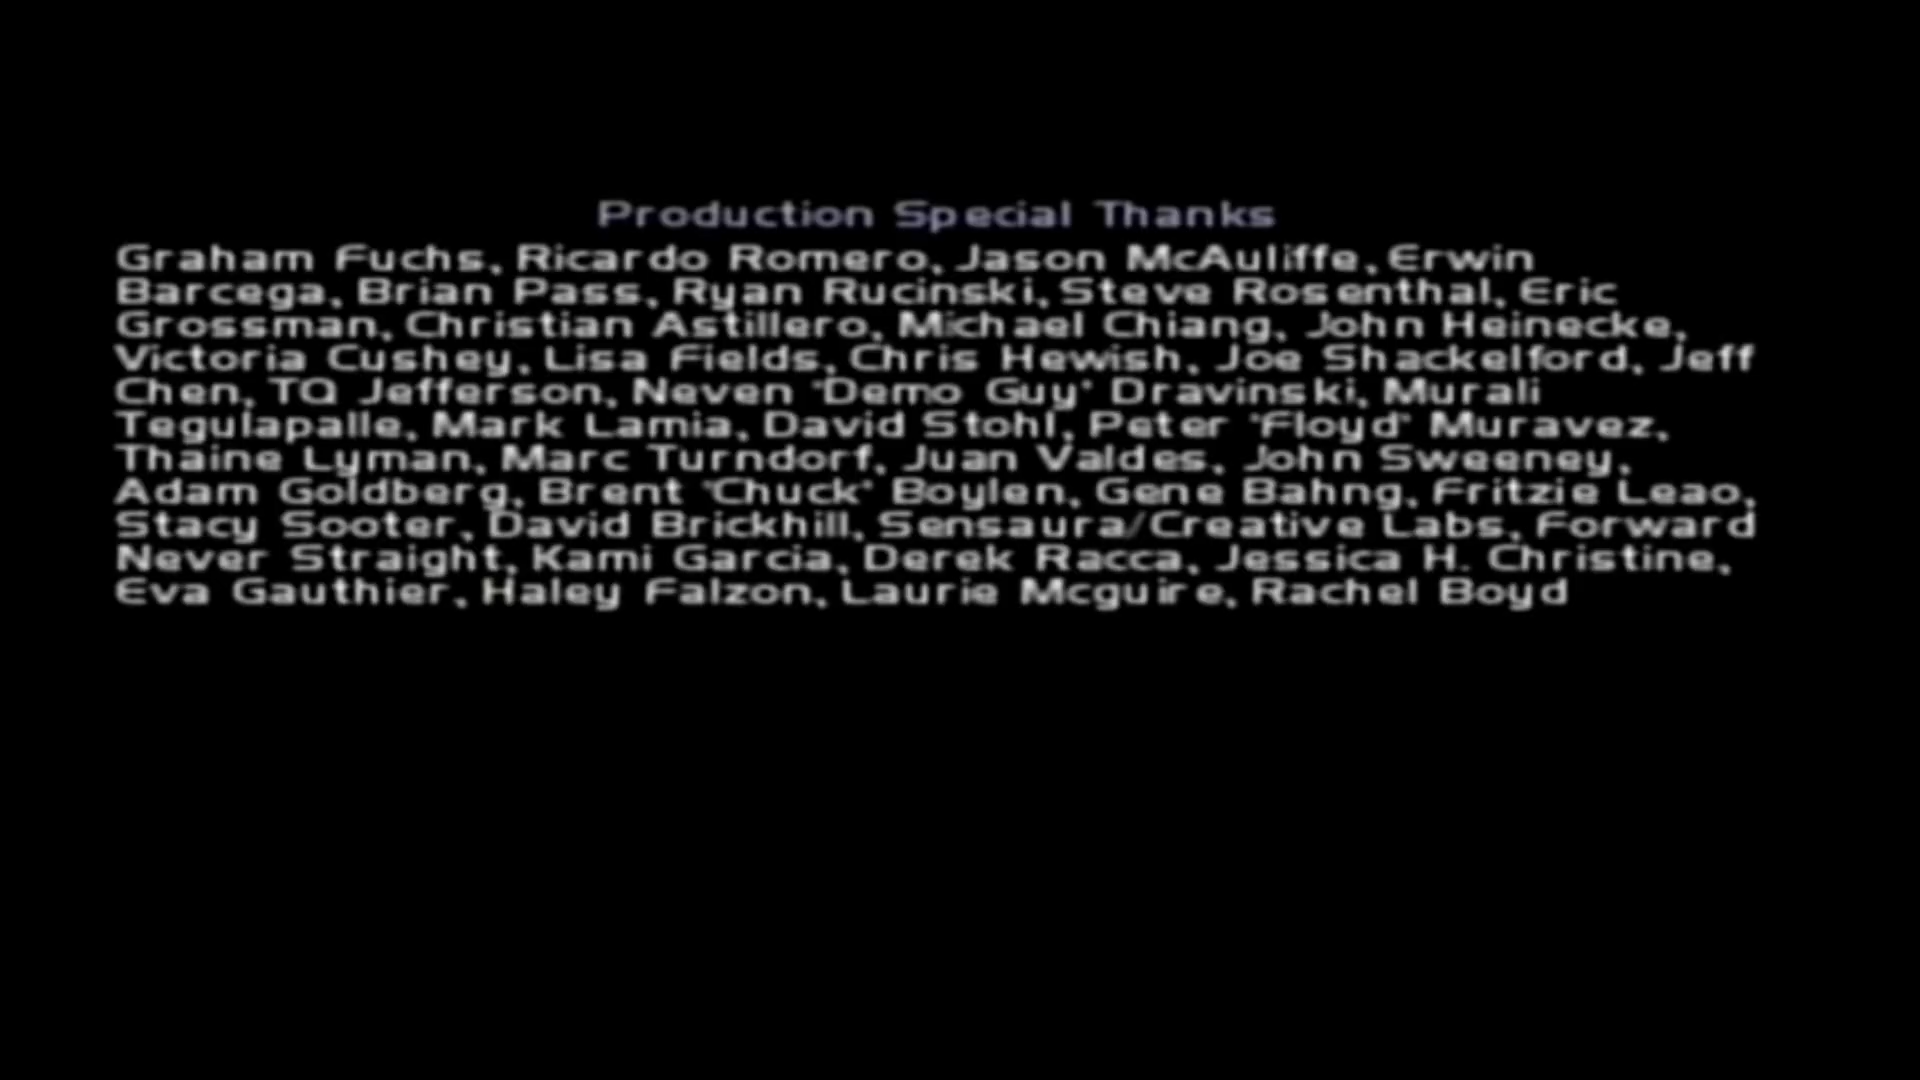 Production Special Thanks
Graham Fuchs, Ricardo Romero, Jason McAuliffe, Erwin
Barcega, Brian Pass, Ryan Rucinski, Steve Rosenthal, Eric
Grossman, Christian Astillero, Michael Chiang, John Heinecke,
Victoria Cushey, Lisa Fields, Chris Hewish, Joe Shackelford, Jeff
Chen, TQ Jefferson, Neven "Demo Guy" Dravinski, Murali
Tegulapalle, Mark Lamia, David Stohl, Peter "Floyd" Muravez,
Thaine Lyman, Marc Turndorf, Juan Valdes, John Sweeney,
Adam Goldberg, Brent "Chuck" Boylen, Gene Bahng, Fritzie Leao,
Stacy Sooter, David Brickhill, Sensaura/Creative Labs, Forward
Never Straight, Kami Garcia, Derek Racca, Jessica H. Christine,
Eva Gauthier, Haley Falzon, Laurie Mcguire, Rachel Boyd